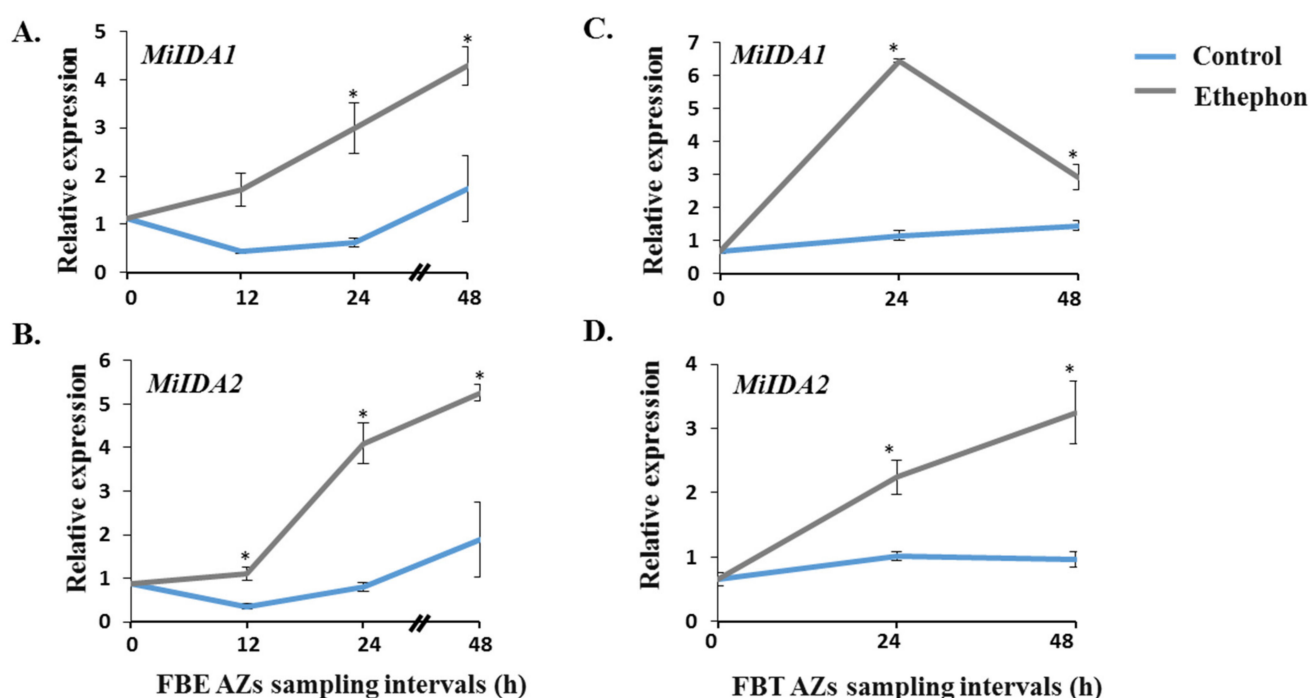 A.
MiIDA1
Relative expression
5
4
3
2
1
0
*
*
0 12 24 48
C.
MiIDA1
Relative expression
7
6
5
4
3
2
1
0
*
*
0 24 48
Control
Ethephon
B.
MiIDA2
Relative expression
6
5
4
3
2
1
0
*
*
*
0 12 24 48
FBE AZs sampling intervals (h)
D.
MiIDA2
Relative expression
4
3
2
1
0
*
*
0 24 48
FBT AZs sampling intervals (h)